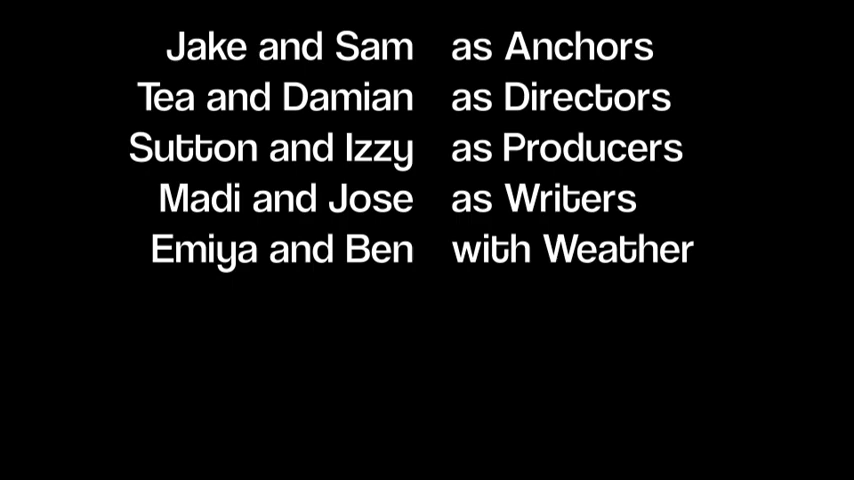 Jake and Sam as Anchors
Tea and Damian as Directors
Sutton and Izzy as Producers
Madi and Jose as Writers
Emiya and Ben with Weather